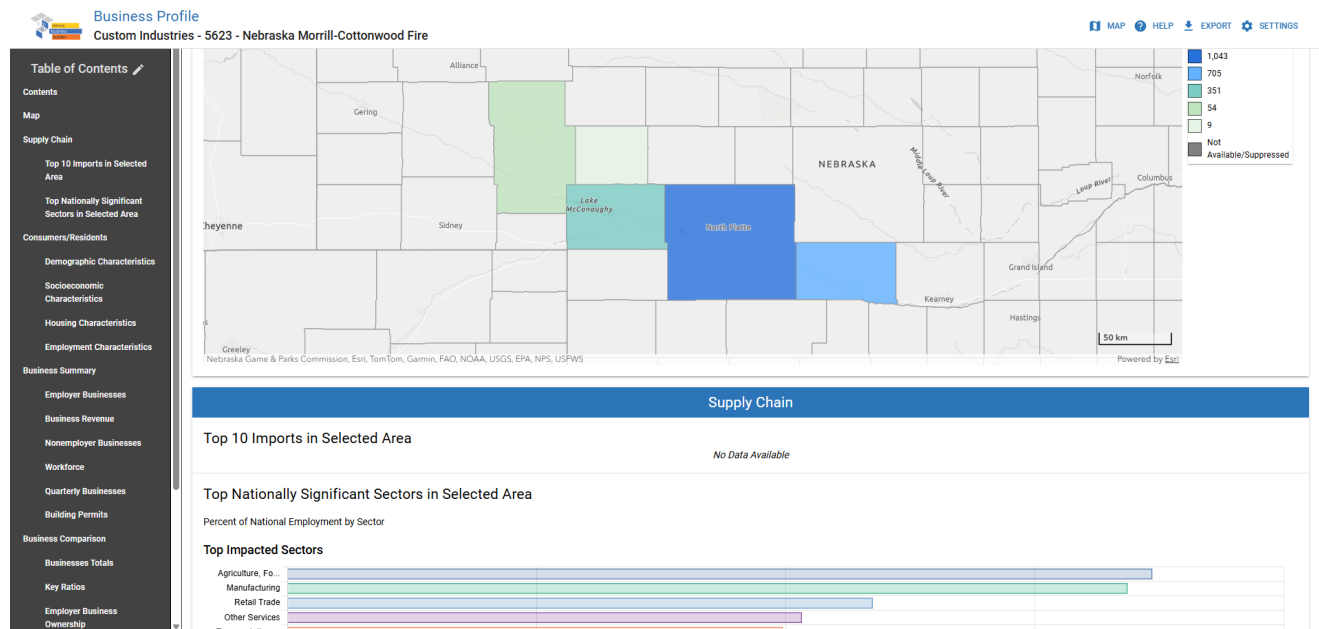 Business Profile
Custom Industries - 5623 - Nebraska Morrill-Cottonwood Fire
MAP
HELP
EXPORT
SETTINGS
Table of Contents
Contents
Map
Supply Chain
Top 10 Imports in Selected
Area
Top Nationally Significant
Sectors in Selected Area
Consumers/Residents
Demographic Characteristics
Socioeconomic
Characteristics
Housing Characteristics
Employment Characteristics
Business Summary
Employer Businesses
Business Revenue
Nonemployer Businesses
Workforce
Quarterly Businesses
Building Permits
Business Comparison
Businesses Totals
Key Ratios
Employer Business
Ownership
Alliance
Norfolk
Gering
NEBRASKA
Middle Loup River
Loup River
Columbus
Lake
McConaughy
heyenne
Sidney
North Platte
Grand Island
Kearney
Hastings
Greeley
50 km
Nebraska Game & Parks Commission, Esri, TomTom, Garmin, FAO, NOAA, USGS, EPA, NPS, USFWS
Powered by Esri
1,043
705
351
54
9
Not
Available/Suppressed
Supply Chain
Top 10 Imports in Selected Area
No Data Available
Top Nationally Significant Sectors in Selected Area
Percent of National Employment by Sector
Top Impacted Sectors
Agriculture, Fo...
Manufacturing
Retail Trade
Other Services